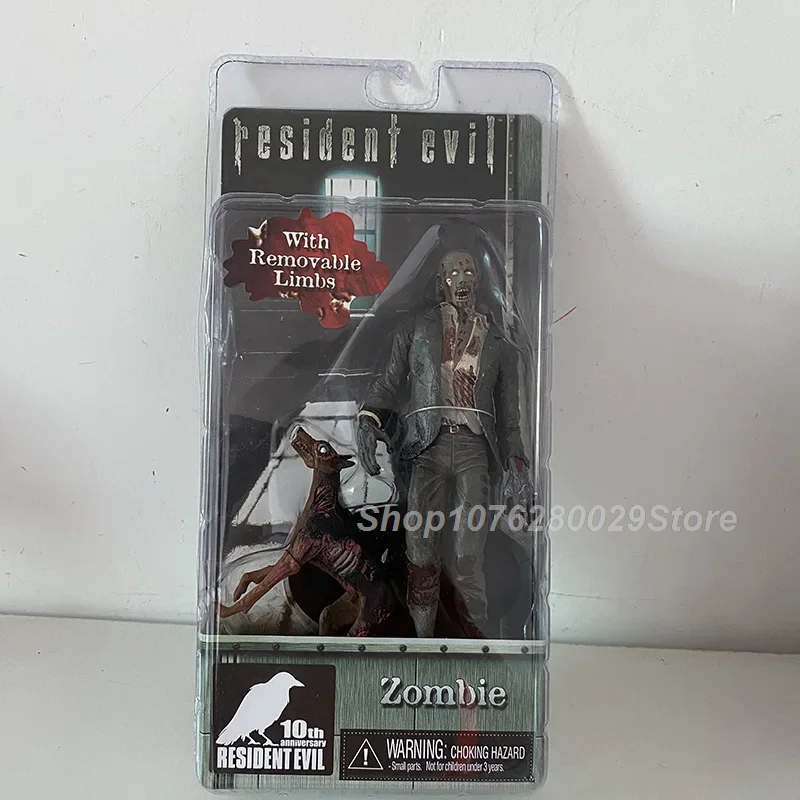 resident evil
With
Removable
Limbs
Shop1076280029Store
Zombie
10th
anniversary
RESIDENT EVIL
! WARNING: CHOKING HAZARD
-Small parts. Not for children under 3 years.